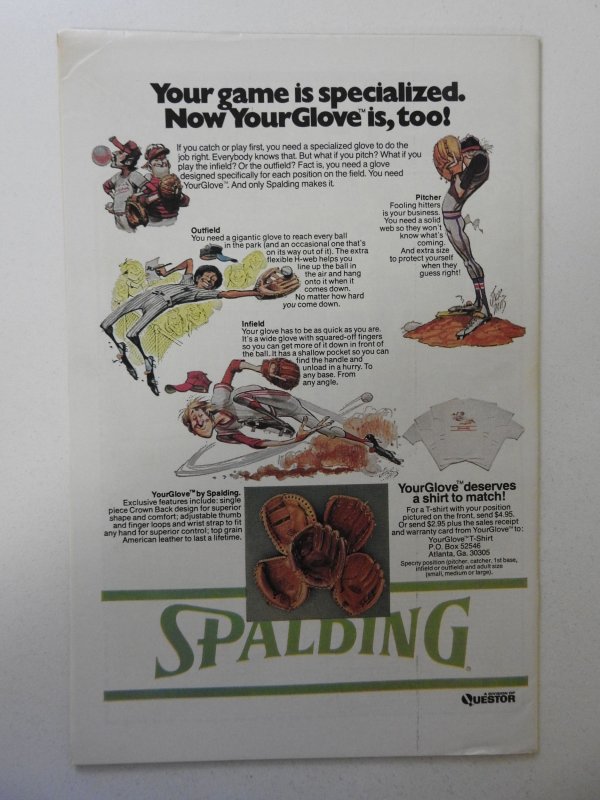 Your game is specialized.
Now YourGlove™ is, too!
If you catch or play first, you need a specialized glove to do the
job right. Everybody knows that. But what if you pitch? What if you
play the infield? Or the outfield? Fact is, you need a glove
designed specifically for each position on the field. You need
YourGlove™. And only Spalding makes it.
Pitcher
Fooling hitters
is your business.
You need a solid
web so they won't
know what's
coming.
And extra size
to protect yourself
when they
guess right!
Outfield
You need a gigantic glove to reach every ball
in the park (and an occasional one that's
on its way out of it). The extra
flexible H-web helps you
line up the ball in
the air and hang
onto it when it
comes down.
No matter how hard
you come down.
Infield
Your glove has to be as quick as you are.
It's a wide glove with squared-off fingers
so you can get more of it down in front of
the ball. It has a shallow pocket so you can
find the handle and
unload in a hurry. To
any base. From
any angle.
YourGlove™ by Spalding.
Exclusive features include: single
piece Crown Back design for superior
shape and comfort; adjustable thumb
and finger loops and wrist strap to fit
any hand for superior control; top grain
American leather to last a lifetime.
YourGlove™ deserves
a shirt to match!
For a T-shirt with your position
pictured on the front, send $4.95.
Or send $2.95 plus the sales receipt
and warranty card from YourGlove™ to:
YourGlove™ T-Shirt
P.O. Box 52546
Atlanta, Ga. 30305
Specify position (pitcher, catcher, 1st base,
infield or outfield) and adult size
(small, medium or large).
SPALDING®
A DIVISION OF
QUESTOR